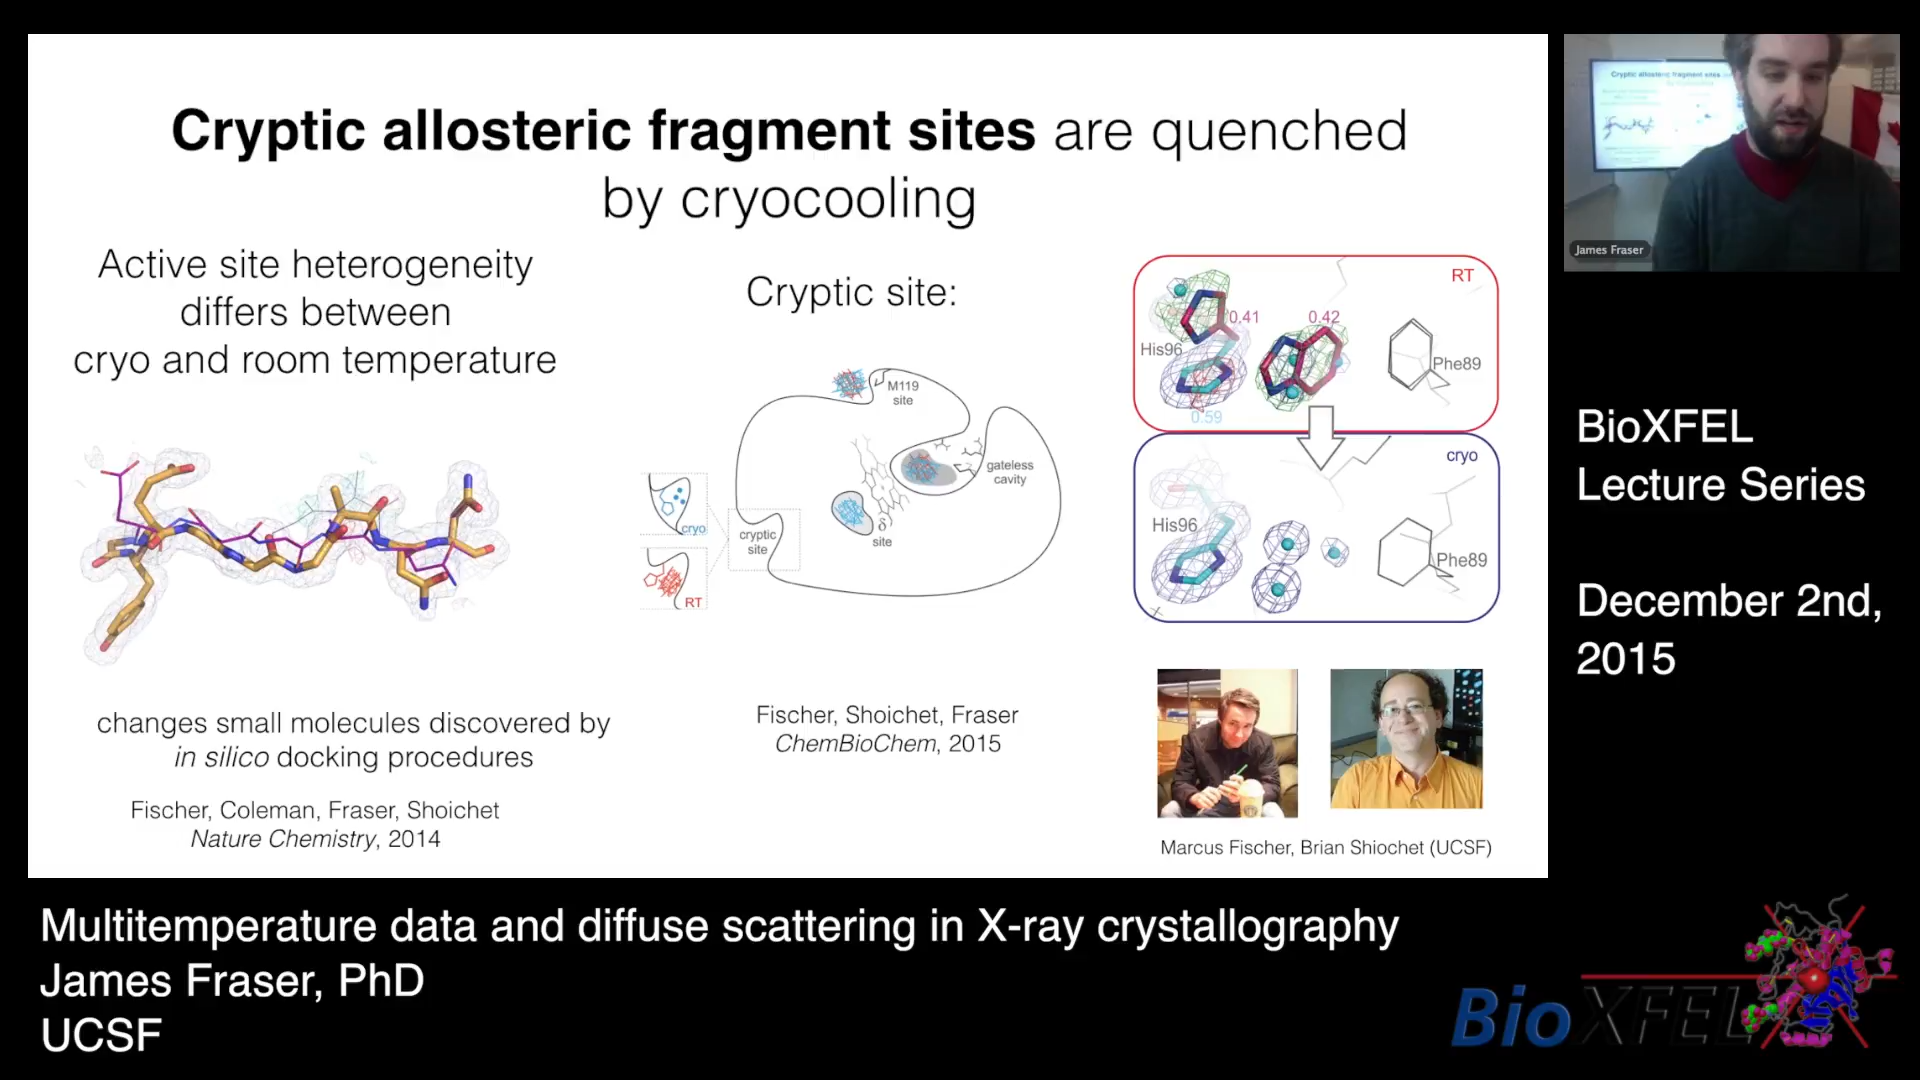 Cryptic allosteric fragment sites are quenched
by cryocooling
Active site heterogeneity
differs between
cryo and room temperature
changes small molecules discovered by
in silico docking procedures
Fischer, Coleman, Fraser, Shoichet
Nature Chemistry, 2014
Cryptic site:
M119
site
gateless
cavity
δ
site
cryptic
site
cryo
RT
Fischer, Shoichet, Fraser
ChemBioChem, 2015
RT
0.41
0.42
His96
Phe89
0.59
cryo
His96
Phe89
Marcus Fischer, Brian Shiochet (UCSF)
Cryptic allosteric fragment sites
James Fraser
BioXFEL
Lecture Series
December 2nd,
2015
Multitemperature data and diffuse scattering in X-ray crystallography
James Fraser, PhD
UCSF
BioXFEL